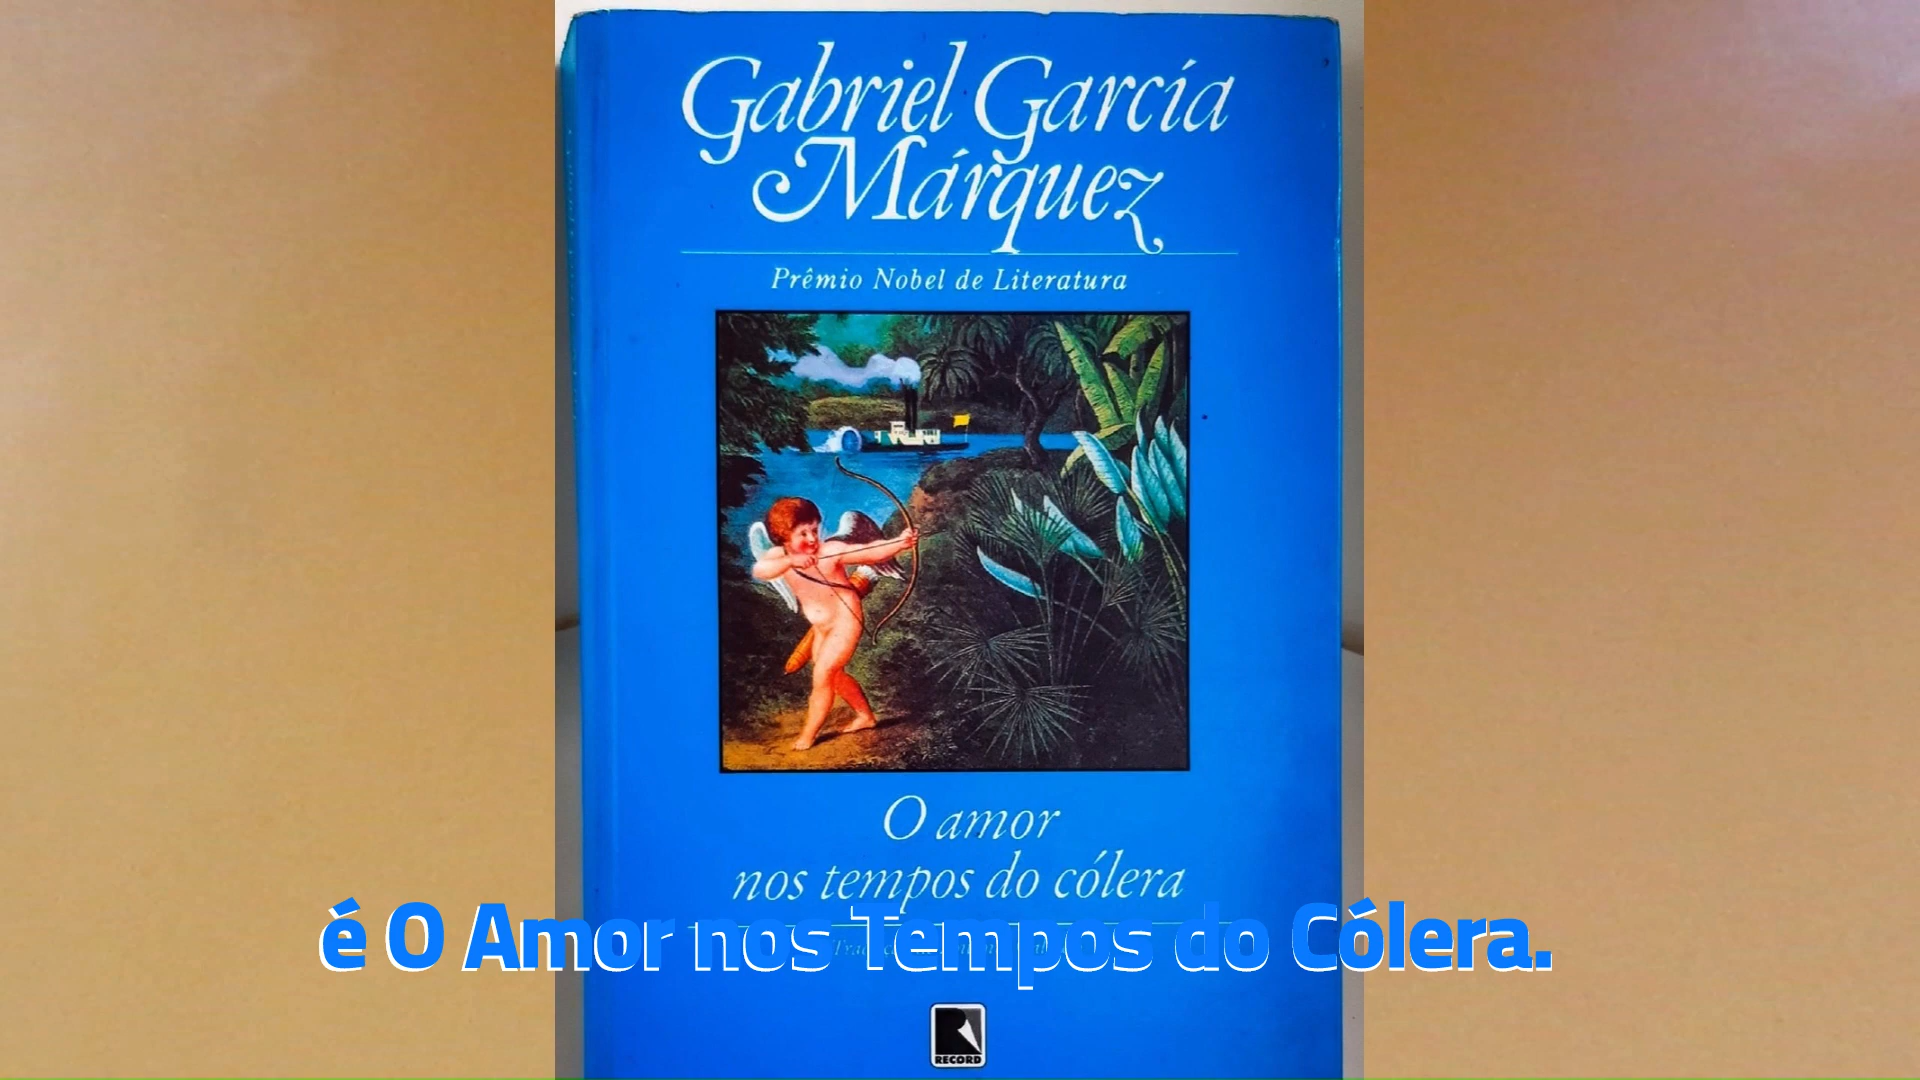 Gabriel García
Márquez
Prêmio Nobel de Literatura
O amor
nos tempos do cólera
é O Amor nos Tempos do Cólera.
RECORD